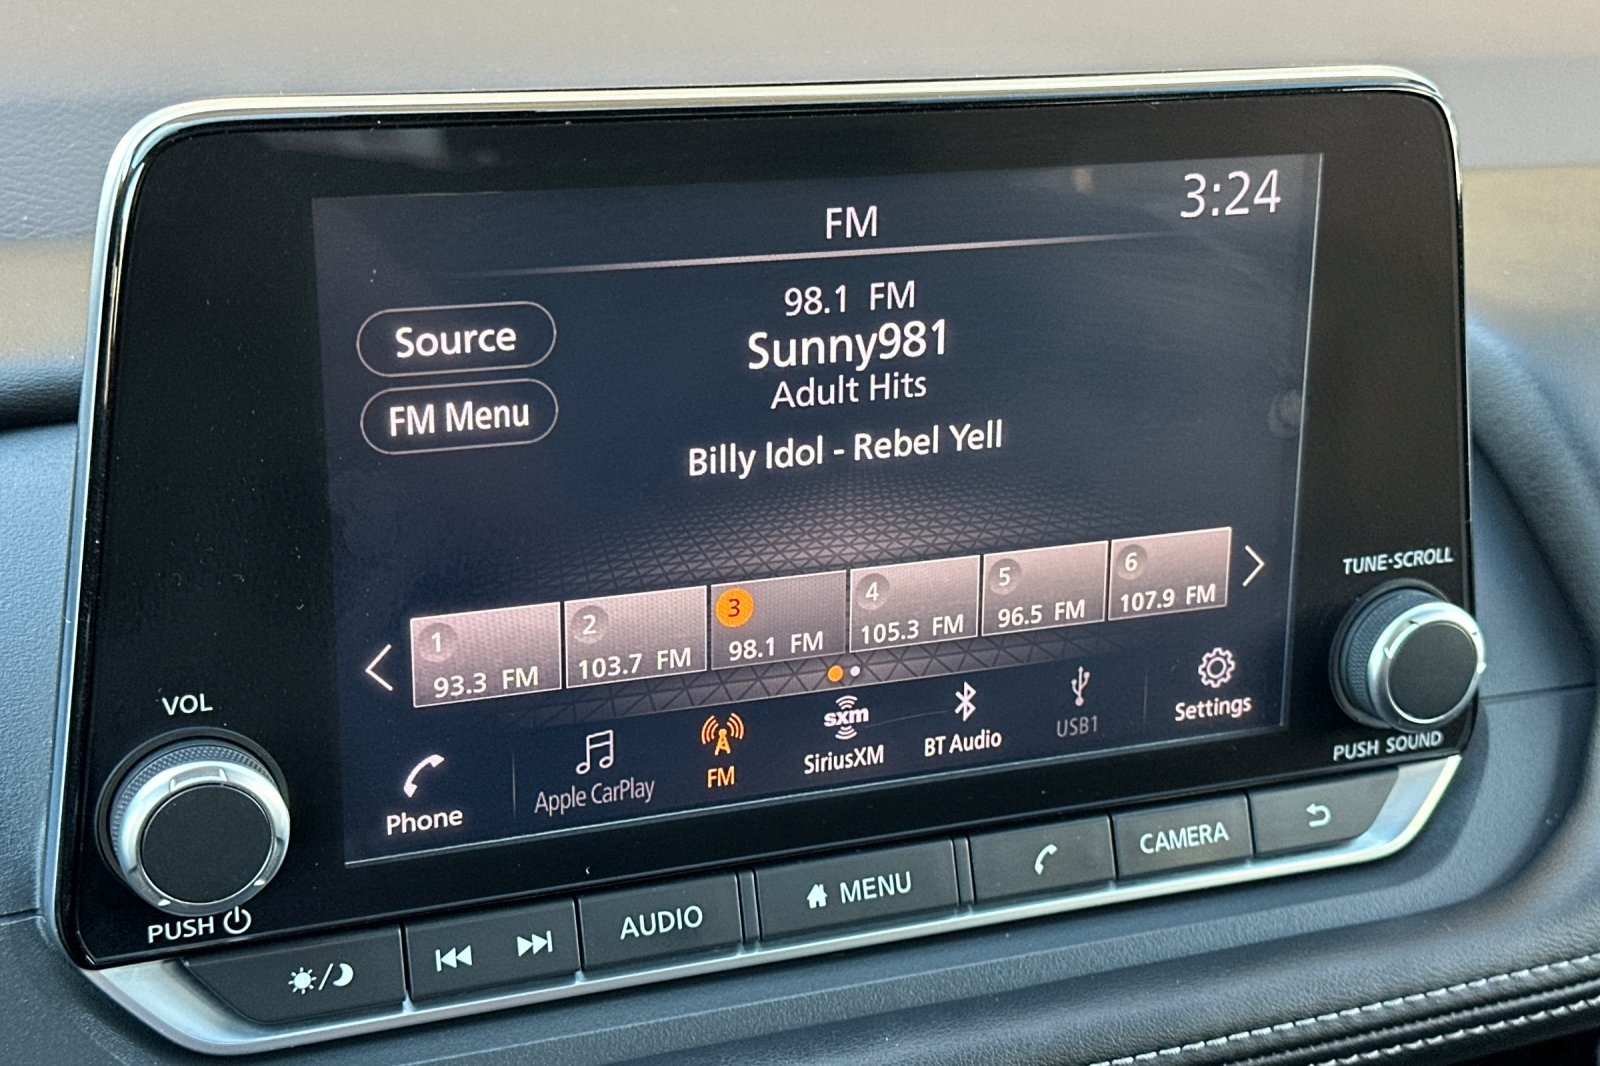 FM
3:24
98.1 FM
Sunny981
Adult Hits
Billy Idol - Rebel Yell
Source
FM Menu
1
93.3 FM
2
103.7 FM
3
98.1 FM
4
105.3 FM
5
96.5 FM
6
107.9 FM
Phone
Apple CarPlay
FM
sxm
SiriusXM
BT Audio
USB1
Settings
VOL
PUSH
TUNE·SCROLL
PUSH SOUND
AUDIO
MENU
CAMERA